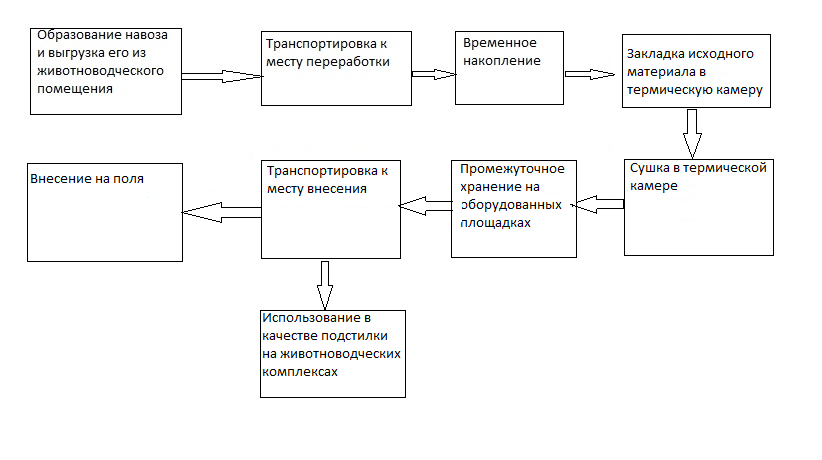 Образование навоза
и выгрузка его из
животноводческого
помещения
Транспортировка к
месту переработки
Временное
накопление
Закладка исходного
материала в
термическую камеру
Сушка в термической
камере
Промежуточное
хранение на
оборудованных
площадках
Транспортировка к
месту внесения
Внесение на поля
Использование в
качестве подстилки
на животноводческих
комплексах